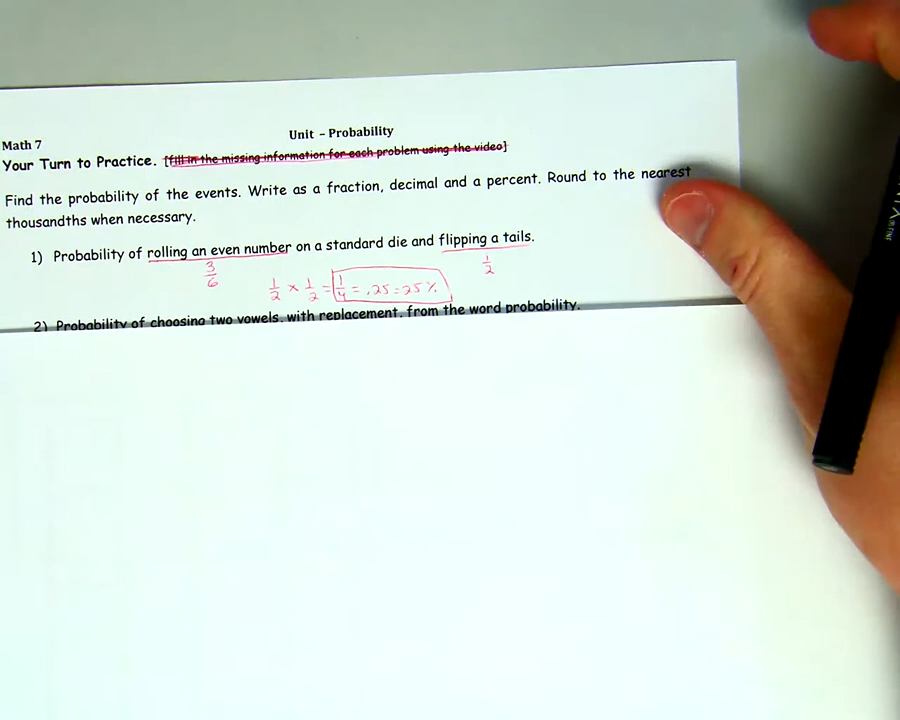 Math 7
Unit – Probability
Your Turn to Practice. [fill in the missing information for each problem using the video]
Find the probability of the events. Write as a fraction, decimal and a percent. Round to the nearest
thousandths when necessary.
1) Probability of rolling an even number on a standard die and flipping a tails.
3/6
1/2
1/2 × 1/2 = 1/4 = .25 = 25%
2) Probability of choosing two vowels, with replacement, from the word probability.